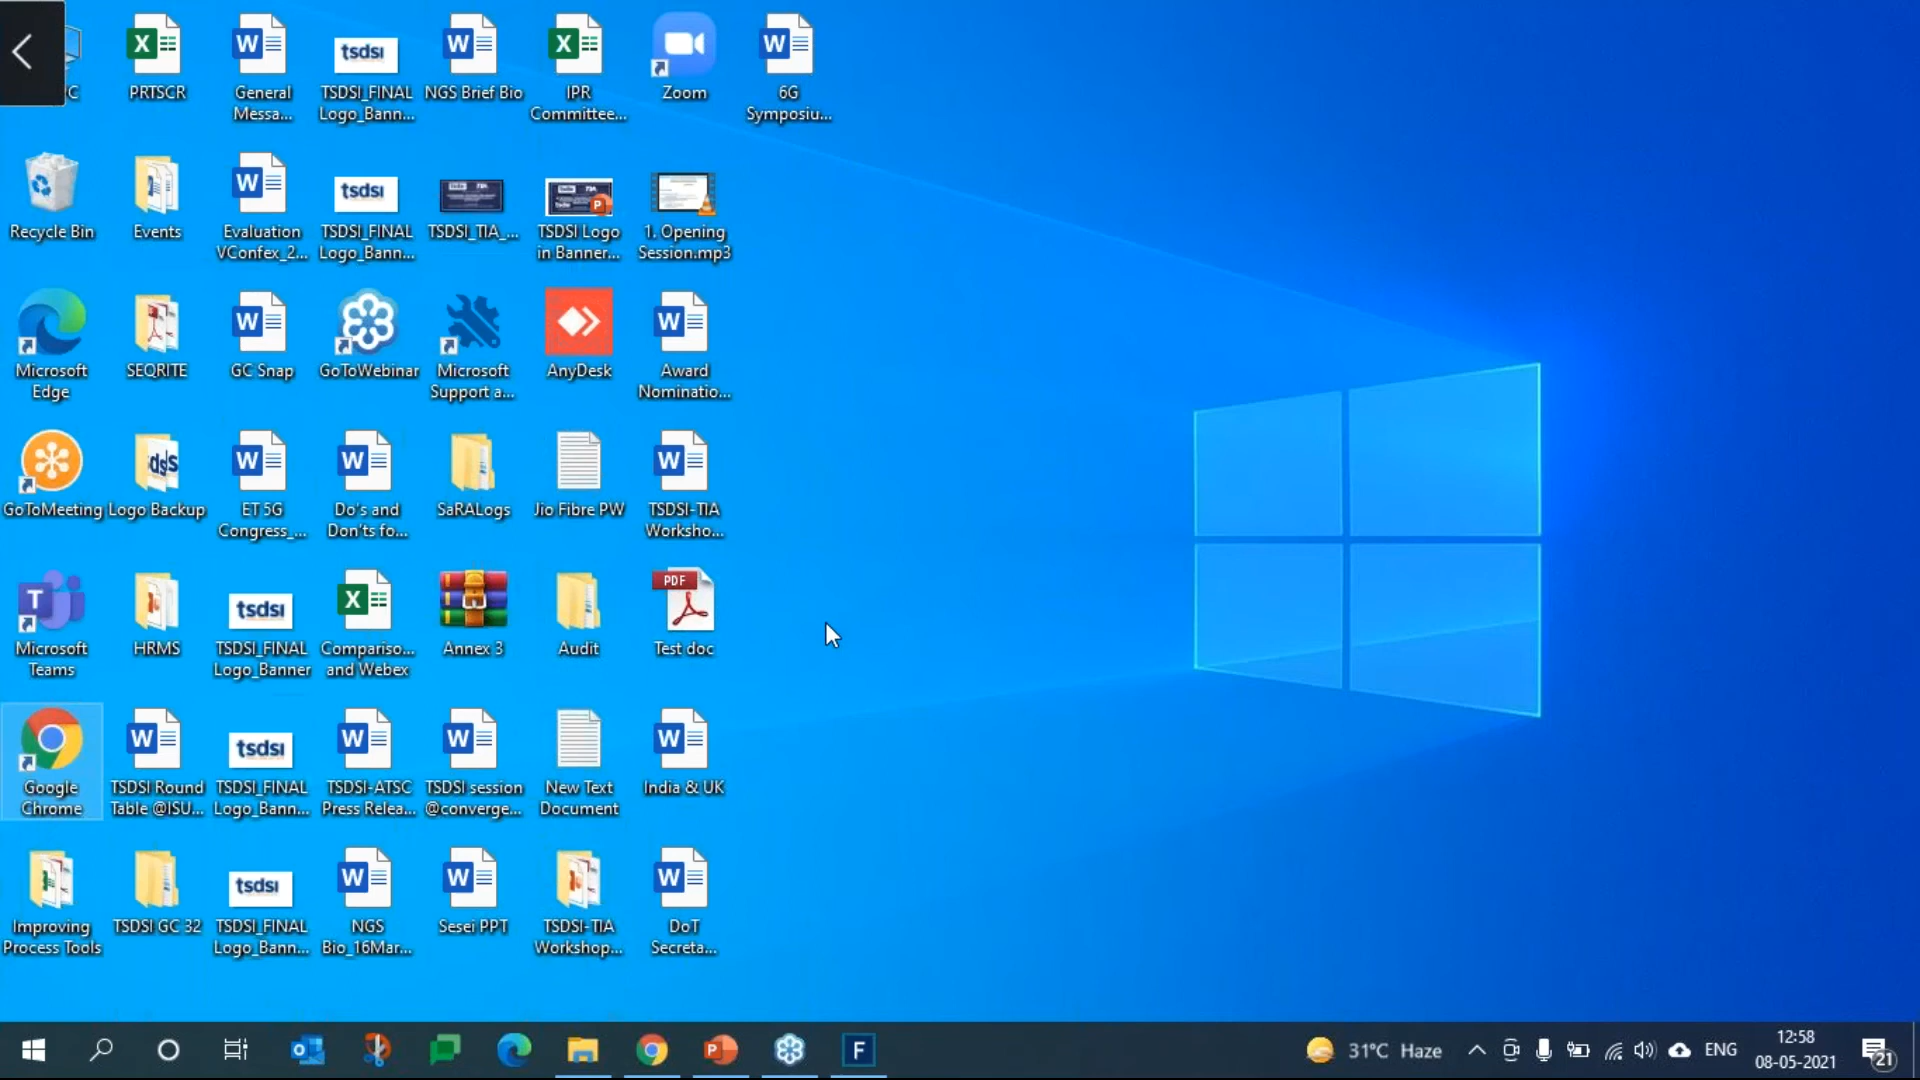 PC
PRTSCR
General
Messa...
tsdsi
TSDSI_FINAL
Logo_Bann...
NGS Brief Bio
IPR
Committee...
Zoom
6G
Symposiu...
Recycle Bin
Events
Evaluation
VConfex_2...
tsdsi
TSDSI_FINAL
Logo_Bann...
TSDSI_TIA_...
TSDSI Logo
in Banner...
1. Opening
Session.mp3
Microsoft
Edge
SEQRITE
GC Snap
GoToWebinar
Microsoft
Support a...
AnyDesk
Award
Nominatio...
GoToMeeting
Logo Backup
ET 5G
Congress_...
Do's and
Don'ts fo...
SaRALogs
Jio Fibre PW
TSDSI-TIA
Worksho...
Microsoft
Teams
HRMS
tsdsi
TSDSI_FINAL
Logo_Banner
Compariso...
and Webex
Annex 3
Audit
PDF
Test doc
Google
Chrome
TSDSI Round
Table @ISU...
tsdsi
TSDSI_FINAL
Logo_Bann...
TSDSI-ATSC
Press Relea...
TSDSI session
@converge...
New Text
Document
India & UK
Improving
Process Tools
TSDSI GC 32
tsdsi
TSDSI_FINAL
Logo_Bann...
NGS
Bio_16Mar...
Sesei PPT
TSDSI-TIA
Workshop...
DoT
Secreta...
31°C Haze
ENG
12:58
08-05-2021
21